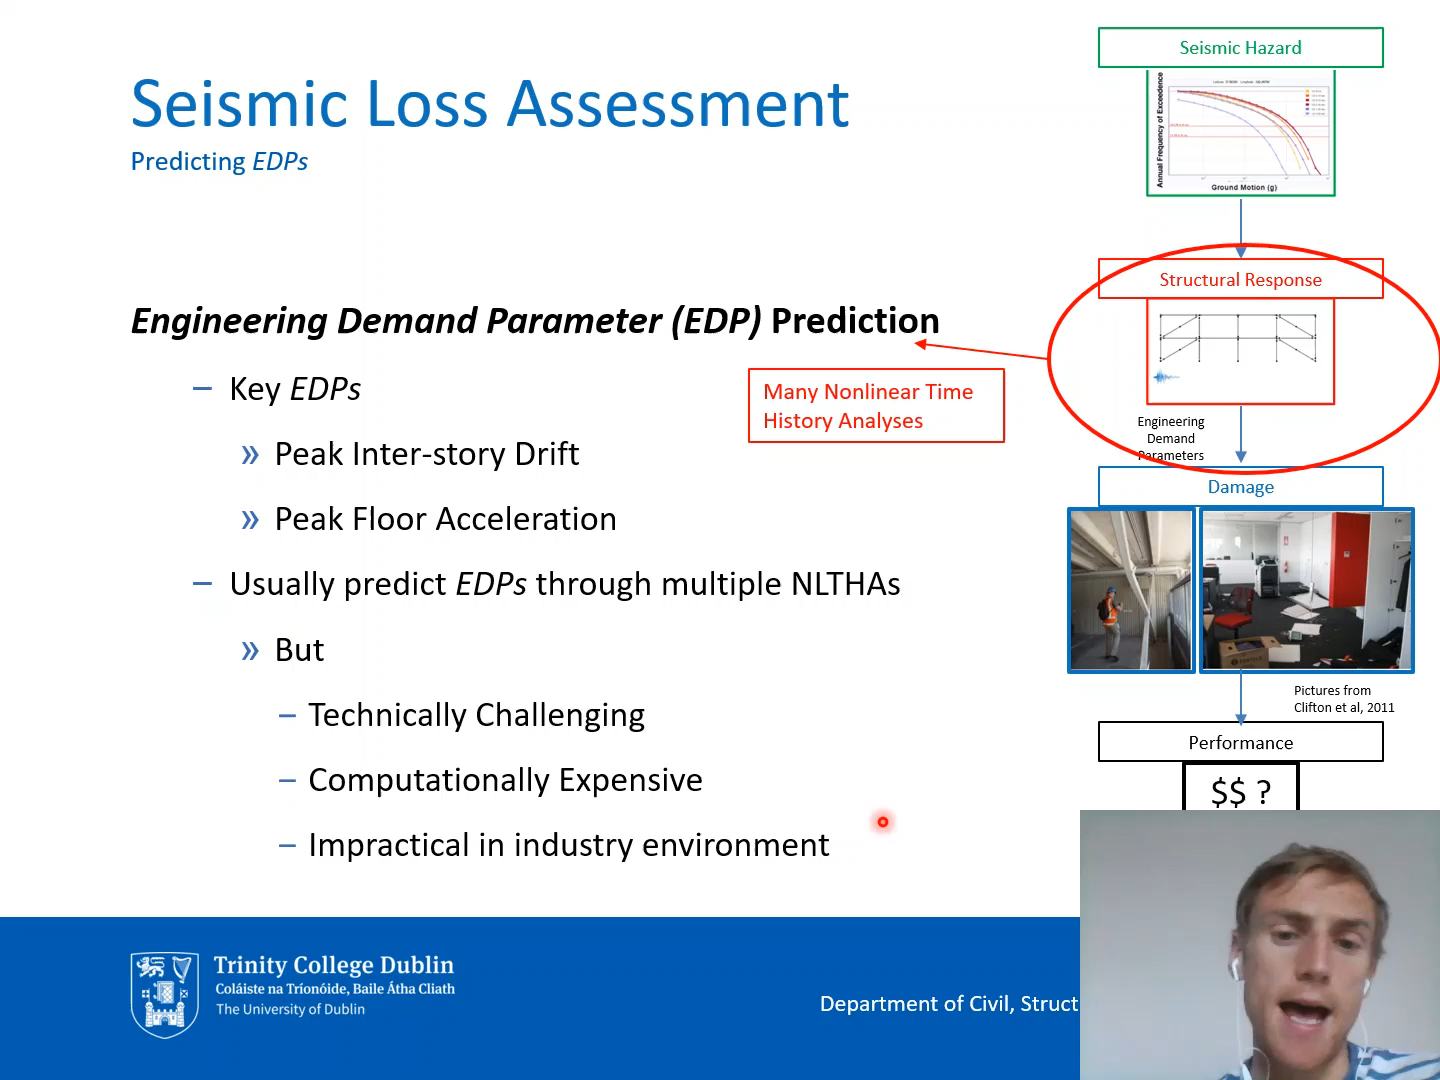 Seismic Loss Assessment
Predicting EDPs
Engineering Demand Parameter (EDP) Prediction
– Key EDPs
» Peak Inter-story Drift
» Peak Floor Acceleration
– Usually predict EDPs through multiple NLTHAs
» But
– Technically Challenging
– Computationally Expensive
– Impractical in industry environment
Many Nonlinear Time
History Analyses
Seismic Hazard
Annual Frequency of Exceedence
Ground Motion (g)
Structural Response
Engineering
Demand
Parameters
Damage
Pictures from
Clifton et al, 2011
Performance
$$ ?
Trinity College Dublin
Coláiste na Tríonóide, Baile Átha Cliath
The University of Dublin
Department of Civil, Struct